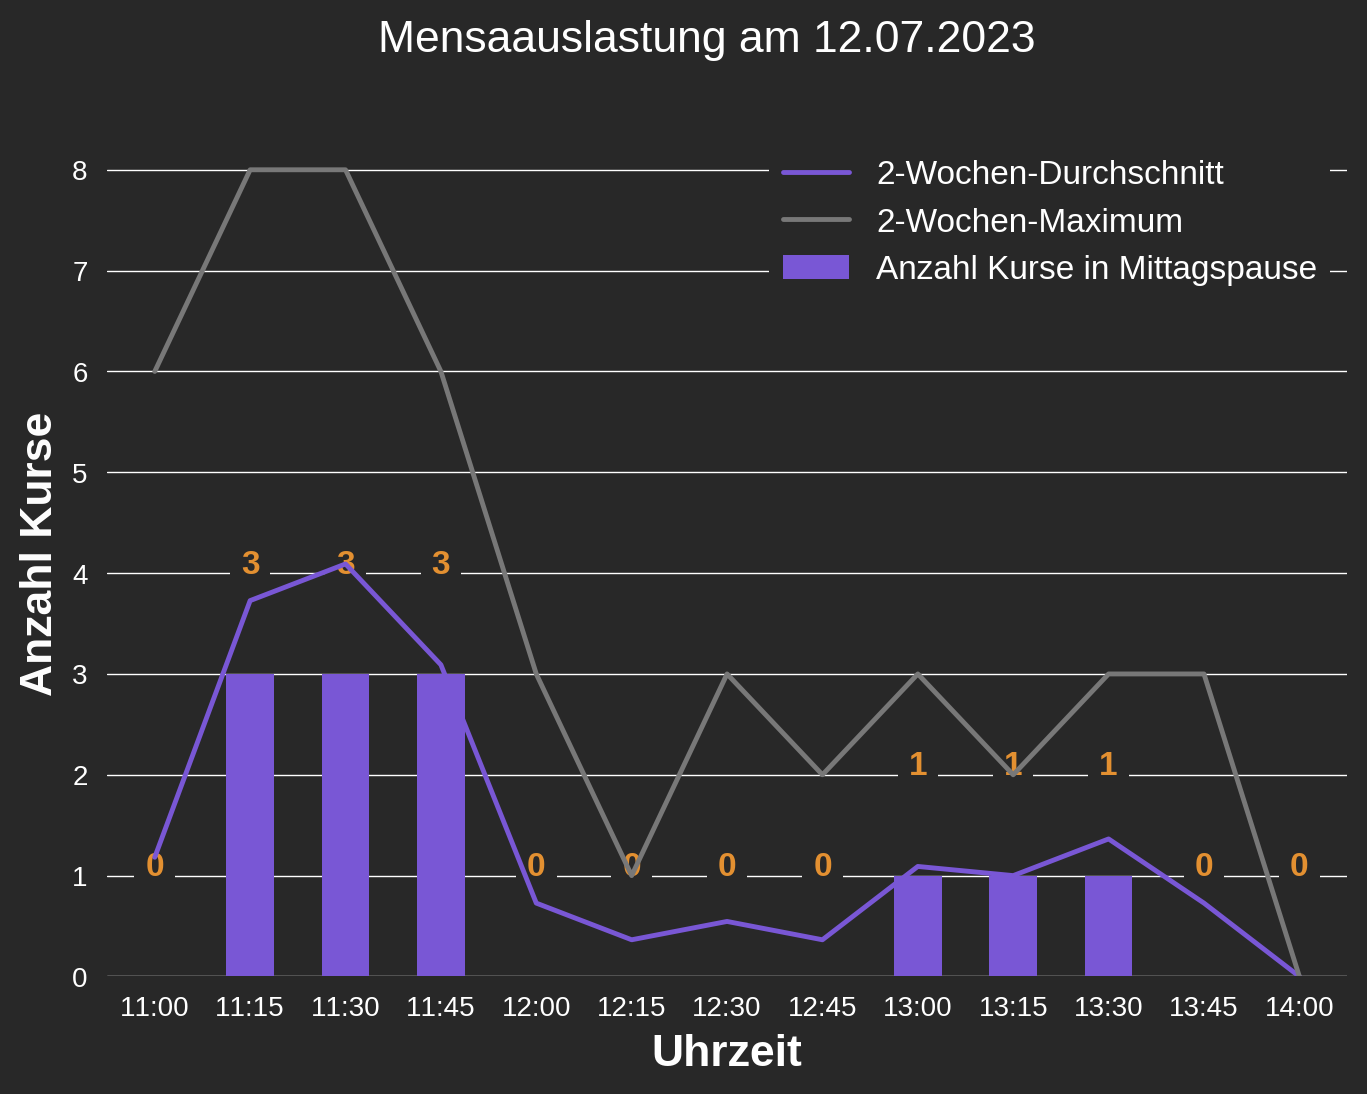 Mensaauslastung am 12.07.2023
2-Wochen-Durchschnitt
2-Wochen-Maximum
Anzahl Kurse in Mittagspause
Anzahl Kurse
8
7
6
5
4
3
2
1
0
3 3 3
1 1 1
0 0 0 0 0 0 0
11:00 11:15 11:30 11:45 12:00 12:15 12:30 12:45 13:00 13:15 13:30 13:45 14:00
Uhrzeit